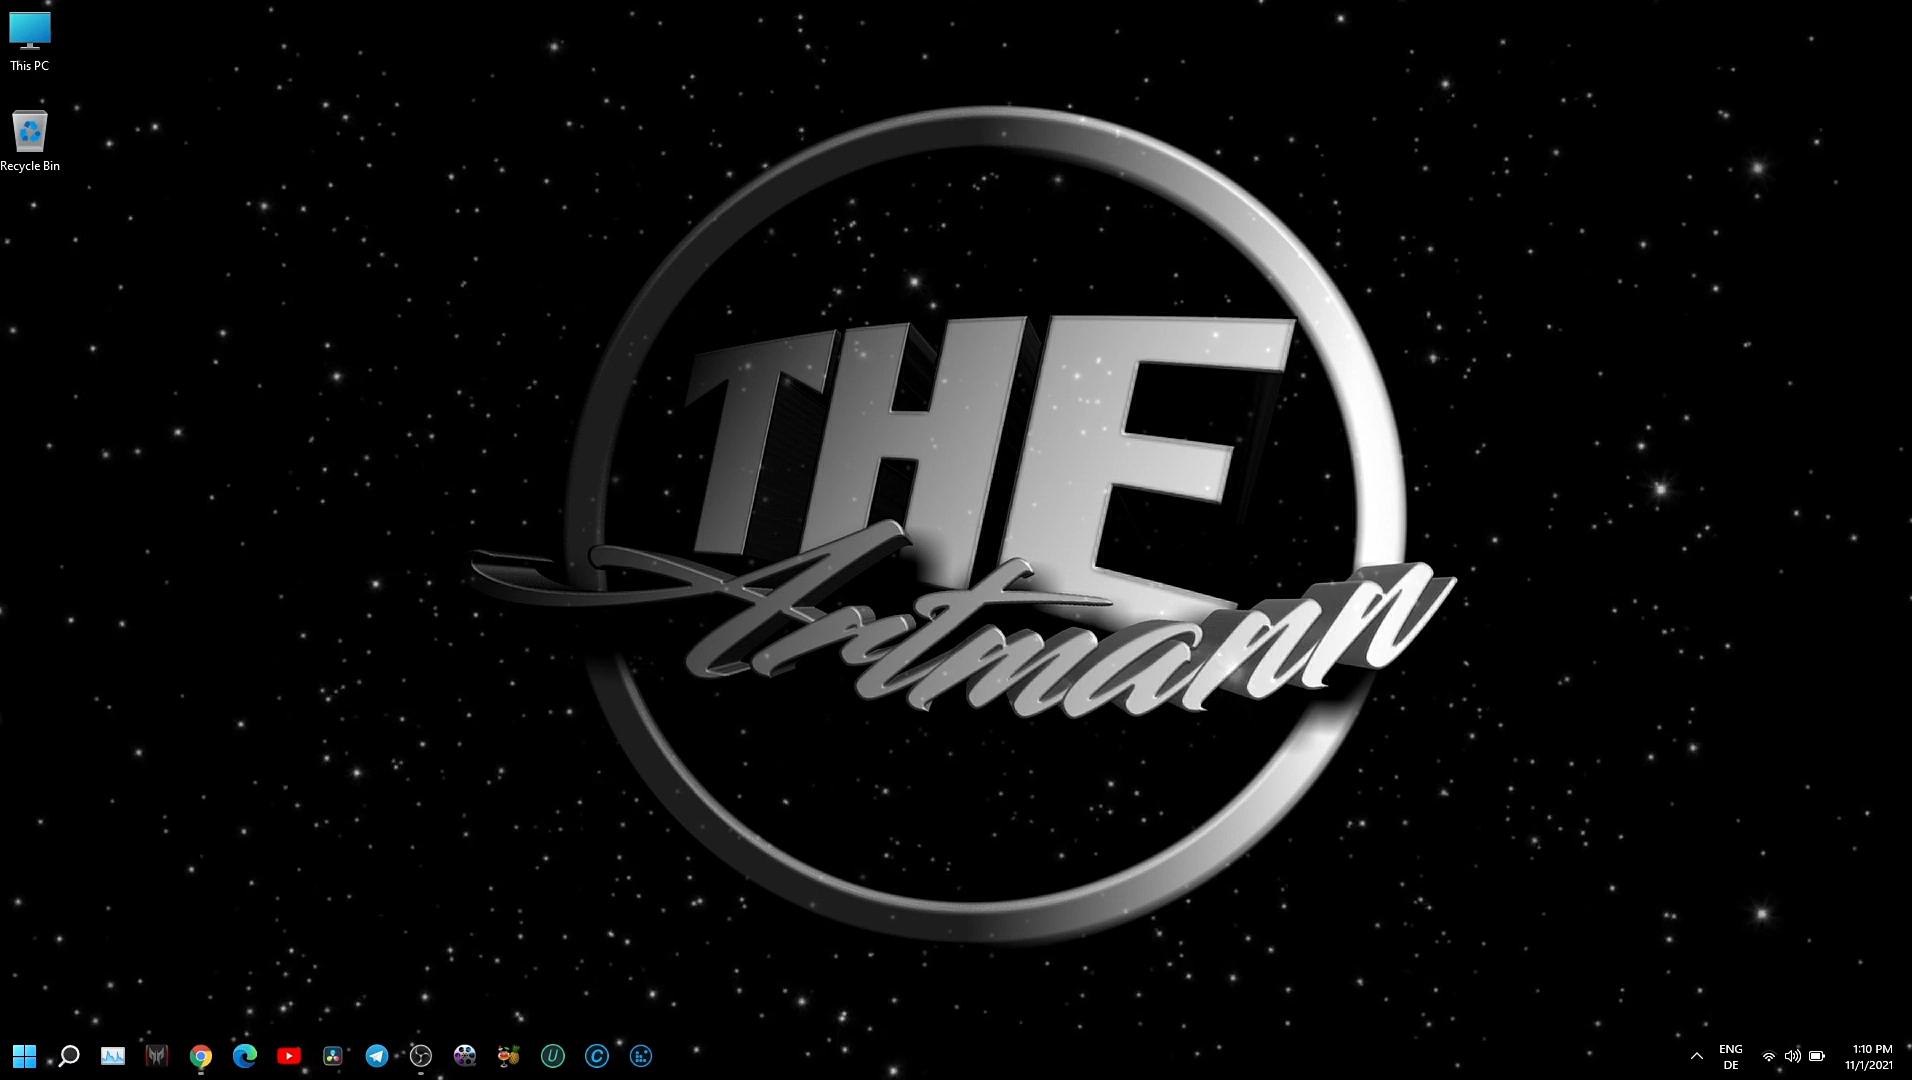 This PC
Recycle Bin
THE
Artmann
U
C
ENG
DE
1:10 PM
11/1/2021